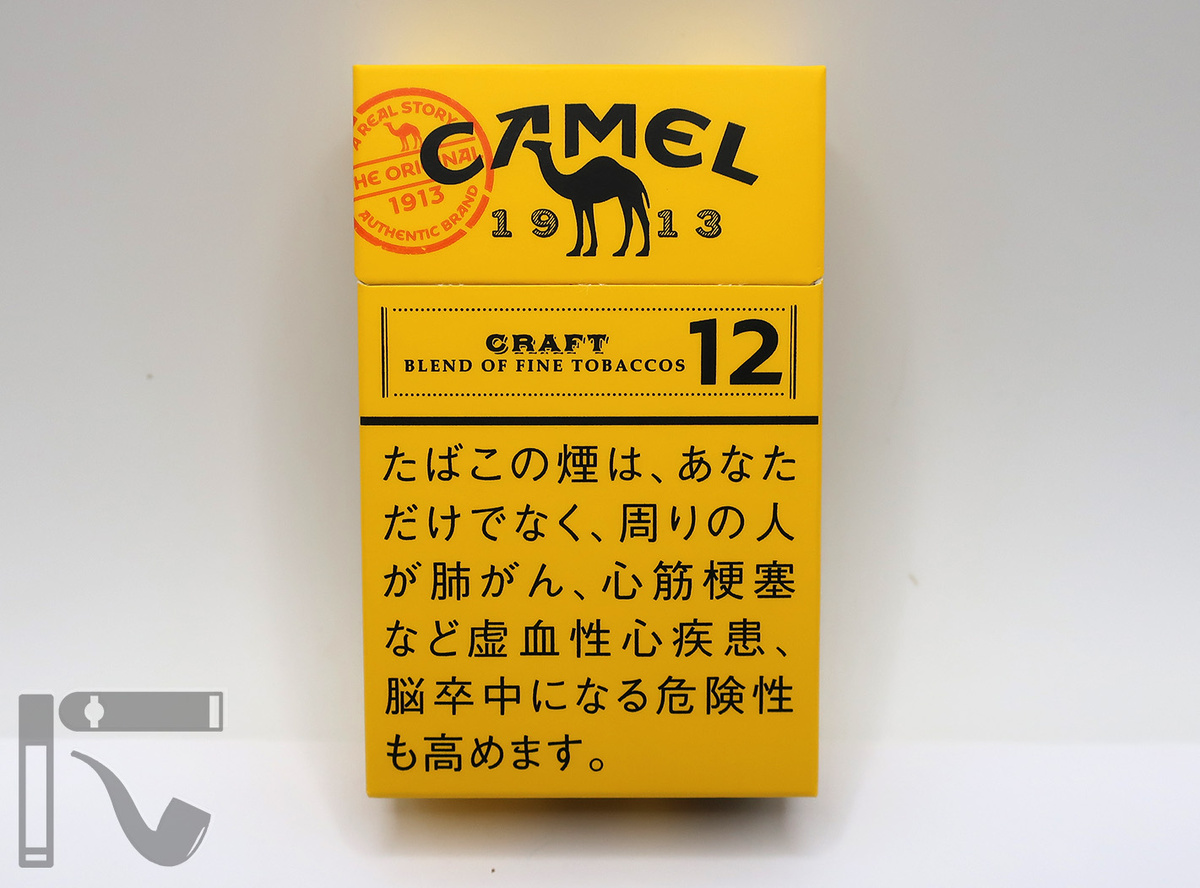 A REAL STORY
THE ORIGINAL
1913
AUTHENTIC BRAND
CAMEL
1913
CRAFT
BLEND OF FINE TOBACCOS
12
たばこの煙は、あなた
だけでなく、周りの人
が肺がん、心筋梗塞
など虚血性心疾患、
脳卒中になる危険性
も高めます。